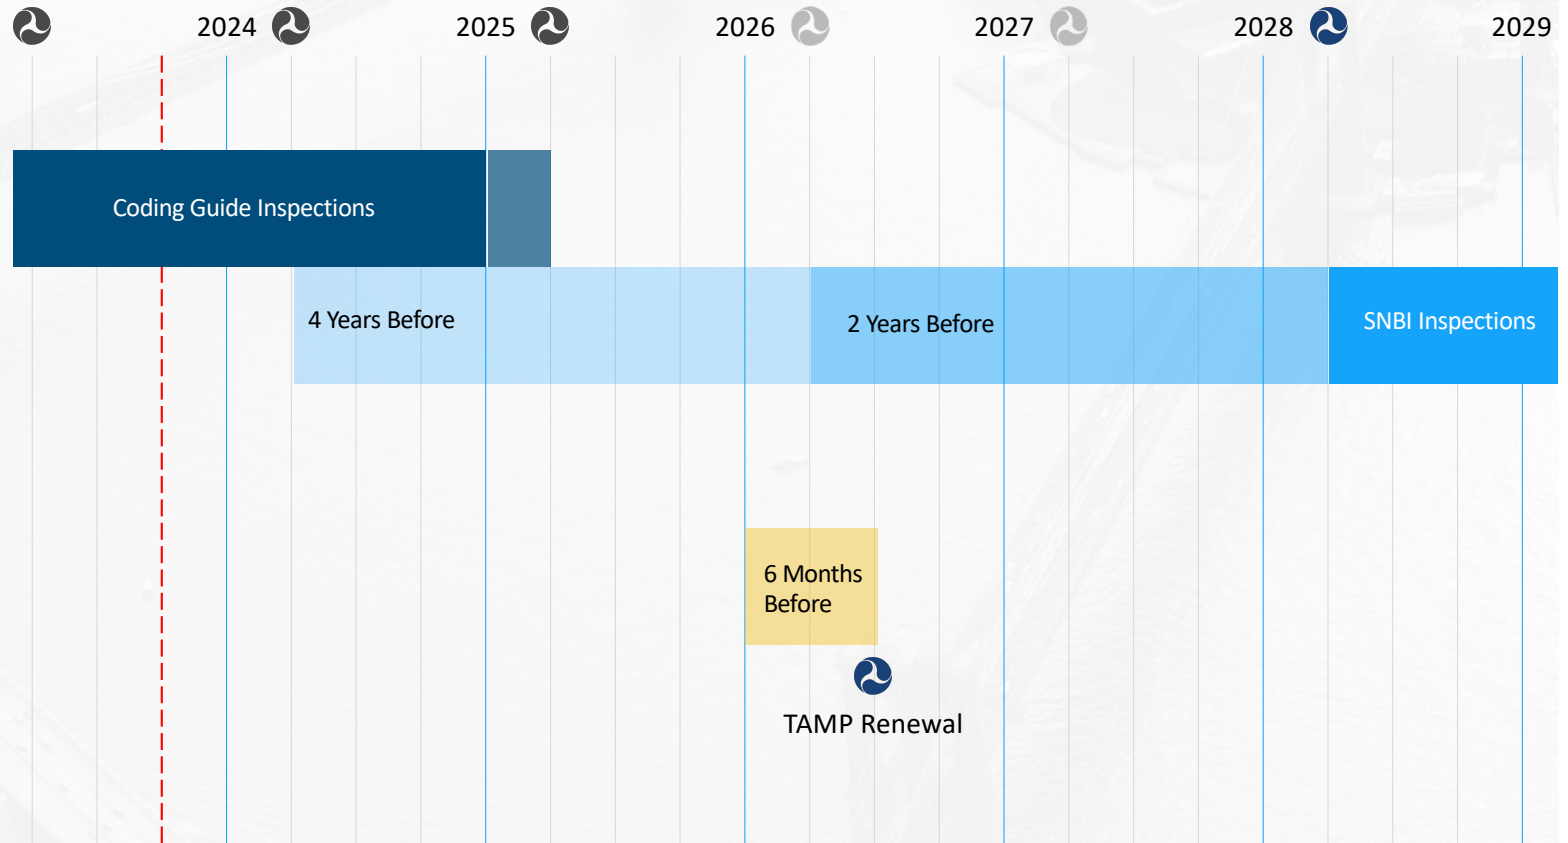 2024
2025
2026
2027
2028
2029
Coding Guide Inspections
4 Years Before
2 Years Before
SNBI Inspections
6 Months
Before
TAMP Renewal